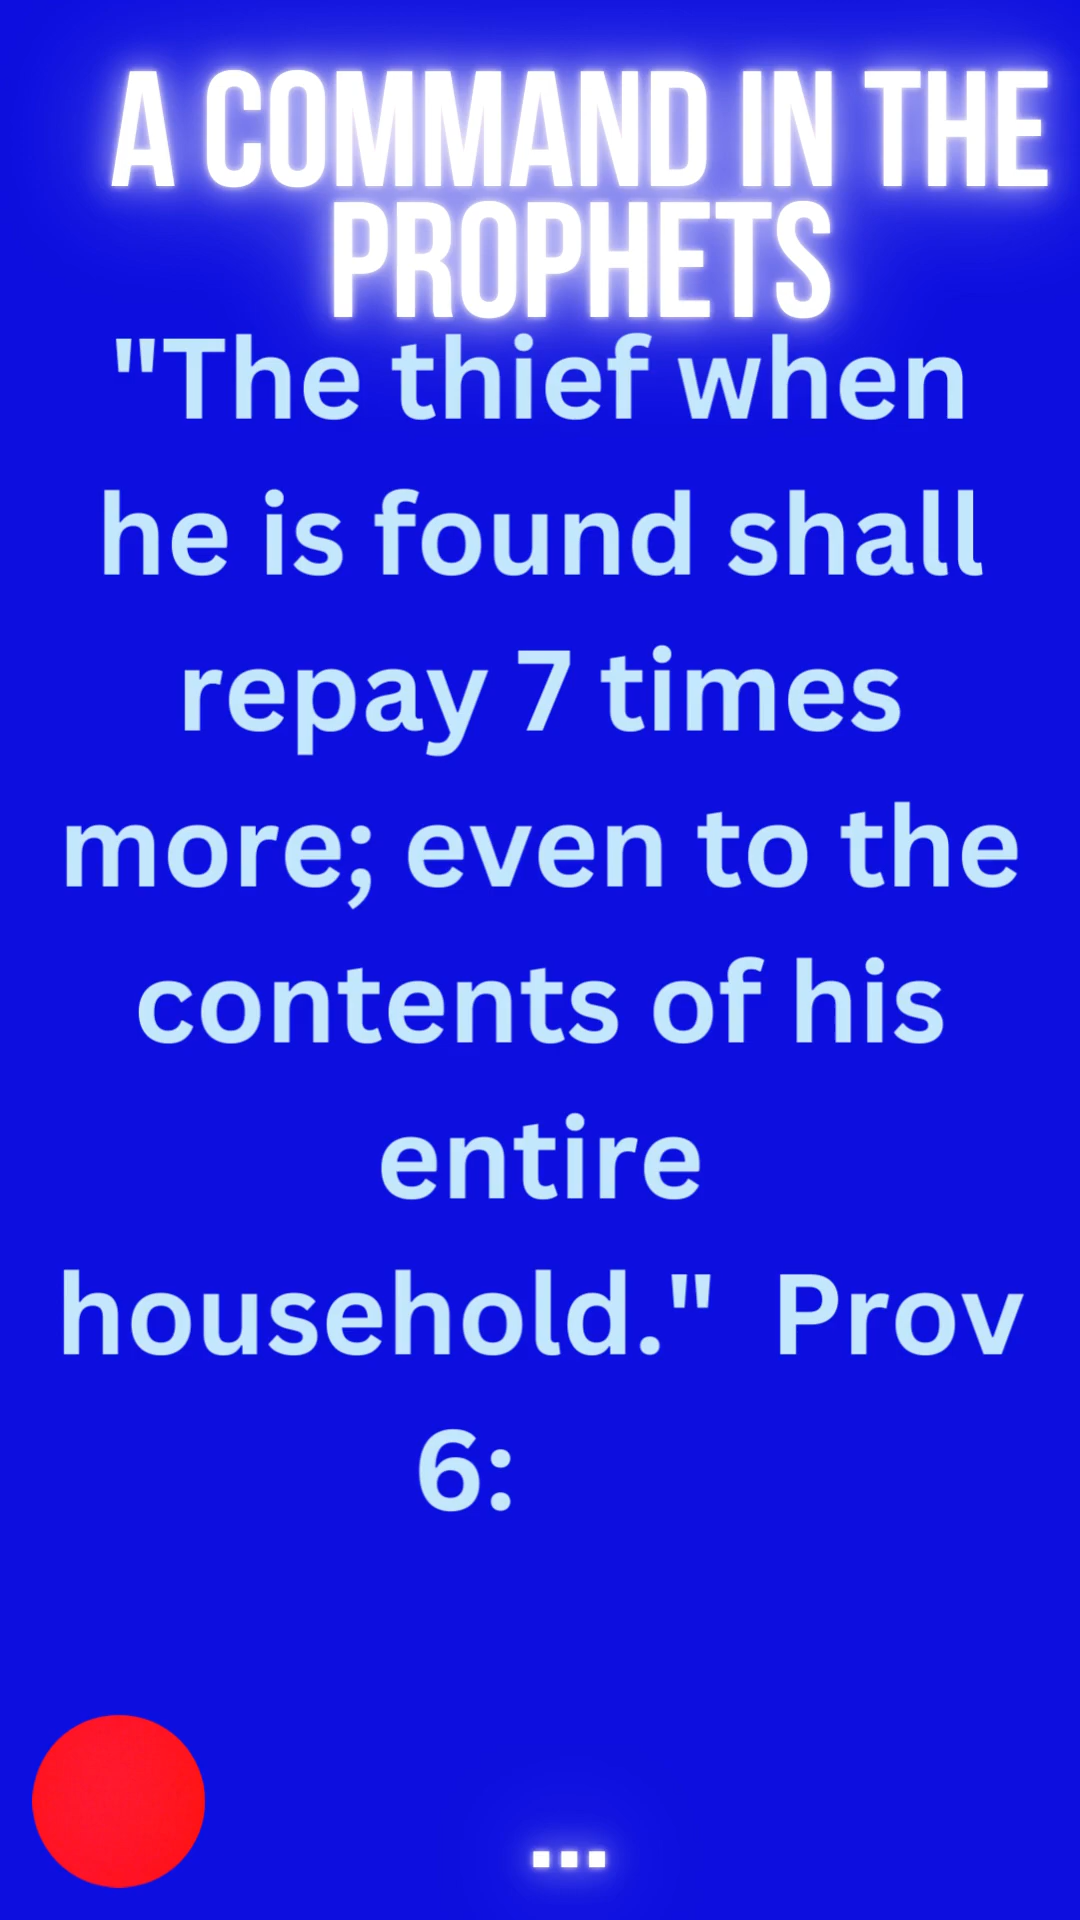 A COMMAND IN THE
PROPHETS
"The thief when
he is found shall
repay 7 times
more; even to the
contents of his
entire
household."  Prov
6:
...